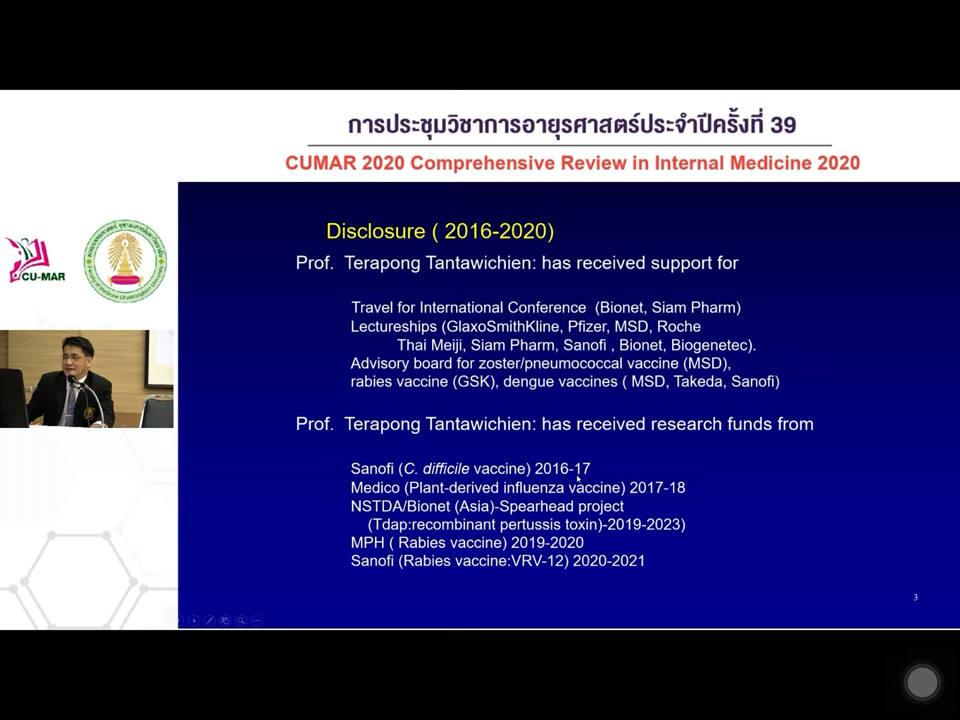 การประชุมวิชาการอายุรศาสตร์ประจำปีครั้งที่ 39
CUMAR 2020 Comprehensive Review in Internal Medicine 2020
CU-MAR
Disclosure ( 2016-2020)
Prof. Terapong Tantawichien: has received support for
Travel for International Conference (Bionet, Siam Pharm)
Lectureships (GlaxoSmithKline, Pfizer, MSD, Roche
Thai Meiji, Siam Pharm, Sanofi , Bionet, Biogenetec).
Advisory board for zoster/pneumococcal vaccine (MSD),
rabies vaccine (GSK), dengue vaccines ( MSD, Takeda, Sanofi)
Prof. Terapong Tantawichien: has received research funds from
Sanofi (C. difficile vaccine) 2016-17
Medico (Plant-derived influenza vaccine) 2017-18
NSTDA/Bionet (Asia)-Spearhead project
(Tdap:recombinant pertussis toxin)-2019-2023)
MPH ( Rabies vaccine) 2019-2020
Sanofi (Rabies vaccine:VRV-12) 2020-2021
3